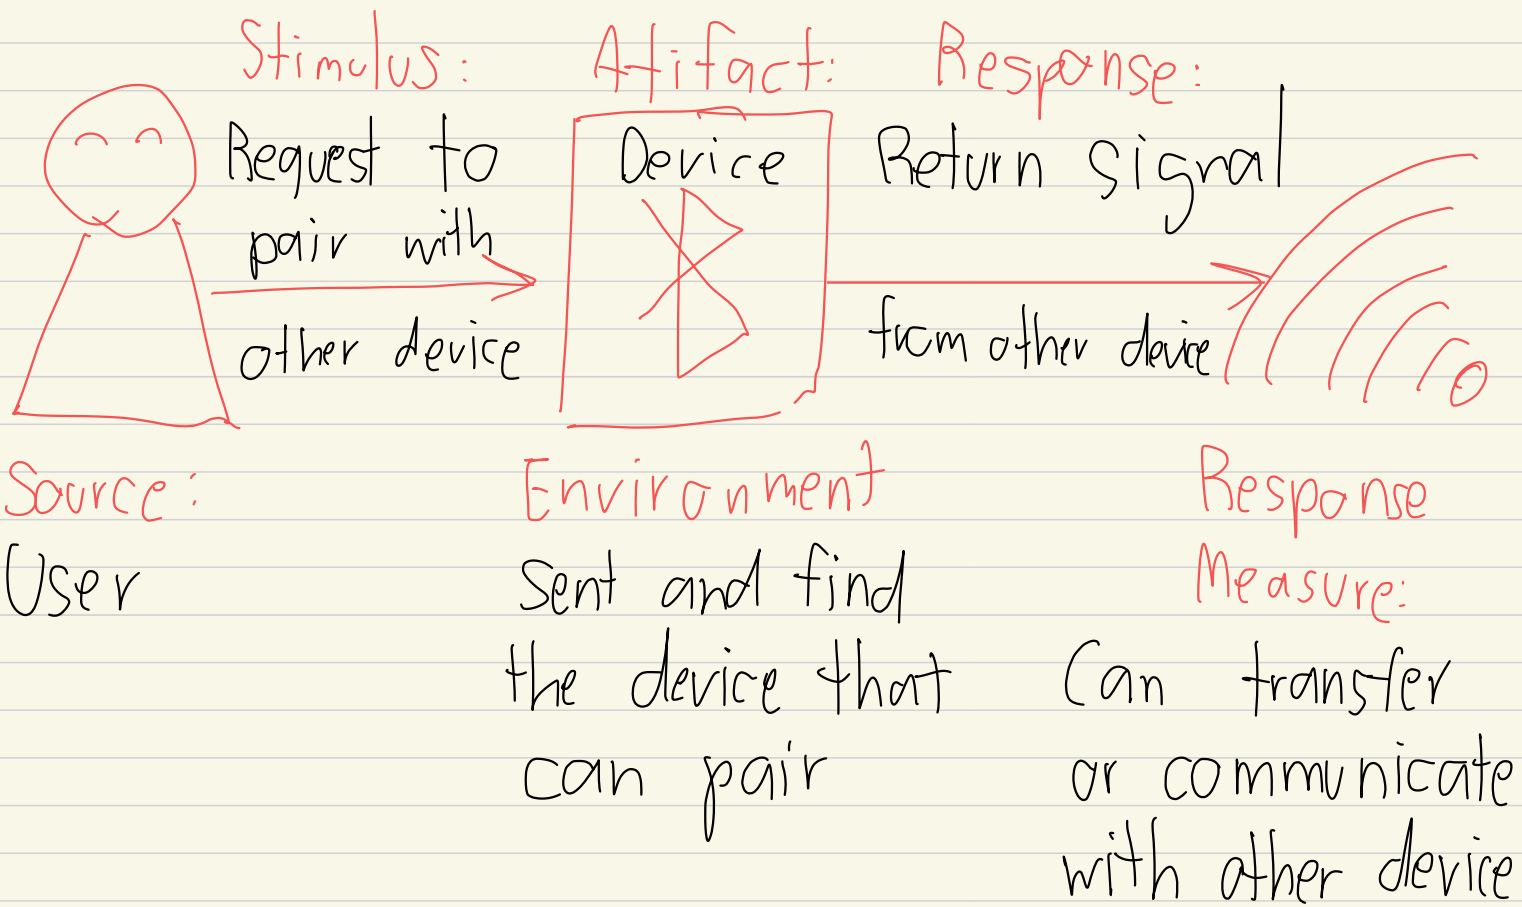 Stimulus:
Atifact:
Response:
Request to
pair with
other device
Device
Return signal
from other device
Source:
User
Environment
Sent and find
the device that
can pair
Response
Measure:
Can transfer
or communicate
with other device